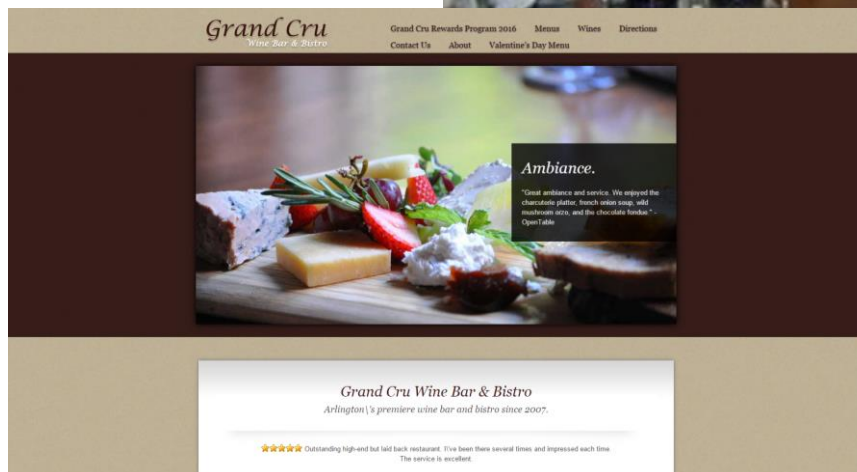 Grand Cru
Wine Bar & Bistro
Grand Cru Rewards Program 2016 Menus Wines Directions
Contact Us About Valentine's Day Menu
Ambiance.
"Great ambiance and service. We enjoyed the
charcuterie platter, french onion soup, wild
mushroom orzo, and the chocolate fondue." -
OpenTable
Grand Cru Wine Bar & Bistro
Arlington\'s premiere wine bar and bistro since 2007.
Outstanding high-end but laid back restaurant. I\'ve been there several times and impressed each time.
The service is excellent.